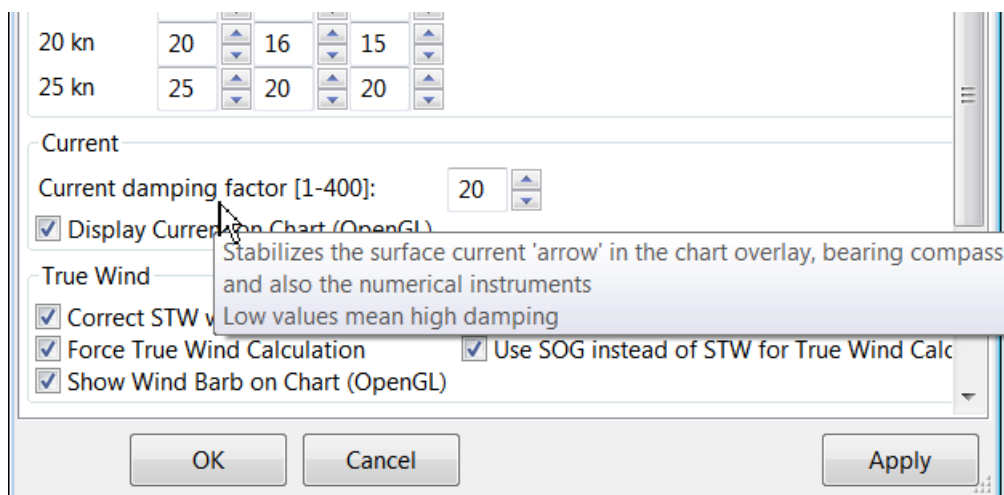 20 kn 20 16 15
25 kn 25 20 20
Current
Current damping factor [1-400]: 20
Display Current on Chart (OpenGL)
Stabilizes the surface current 'arrow' in the chart overlay, bearing compass
and also the numerical instruments
Low values mean high damping
True Wind
Correct STW
Force True Wind Calculation Use SOG instead of STW for True Wind Calc
Show Wind Barb on Chart (OpenGL)
OK Cancel Apply